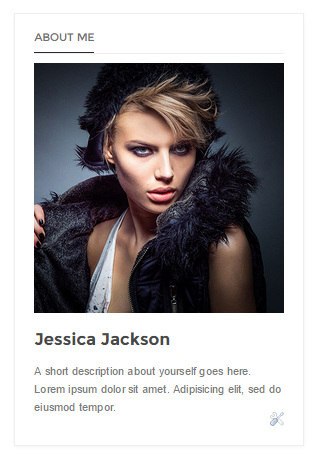 ABOUT ME
Jessica Jackson
A short description about yourself goes here.
Lorem ipsum dolor sit amet. Adipisicing elit, sed do
eiusmod tempor.